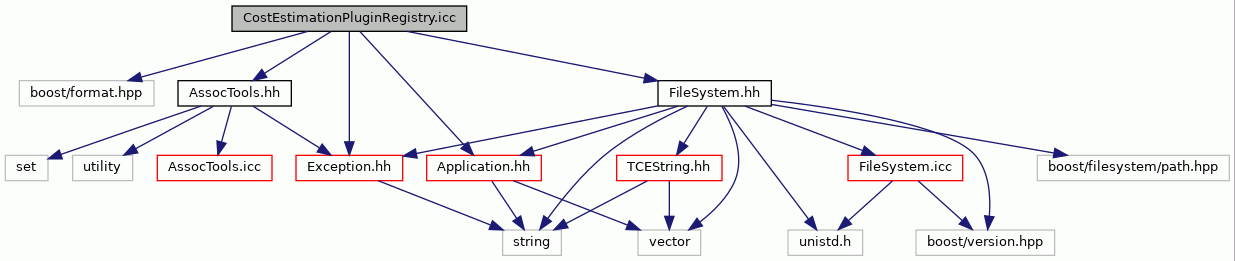 CostEstimationPluginRegistry.icc
boost/format.hpp
AssocTools.hh
FileSystem.hh
set
utility
AssocTools.icc
Exception.hh
Application.hh
TCEString.hh
FileSystem.icc
boost/filesystem/path.hpp
string
vector
unistd.h
boost/version.hpp